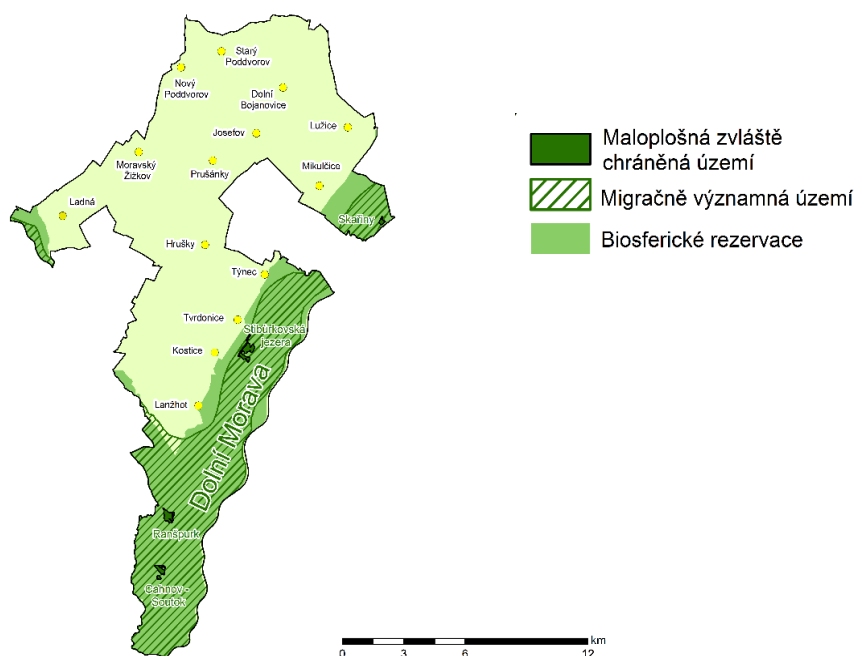 Starý
Poddvorov
Nový
Poddvorov
Dolní
Bojanovice
Lužice
Josefov
Moravský
Žižkov
Prušánky
Mikulčice
Ladná
Skařiny
Hrušky
Týnec
Tvrdonice
Stibůrkovská
jezera
Kostice
Lanžhot
Dolní Morava
Ranšpurk
Cahnov -
Soutok
Maloplošná zvláště
chráněná území
Migračně významná území
Biosferické rezervace
km
0 3 6 12